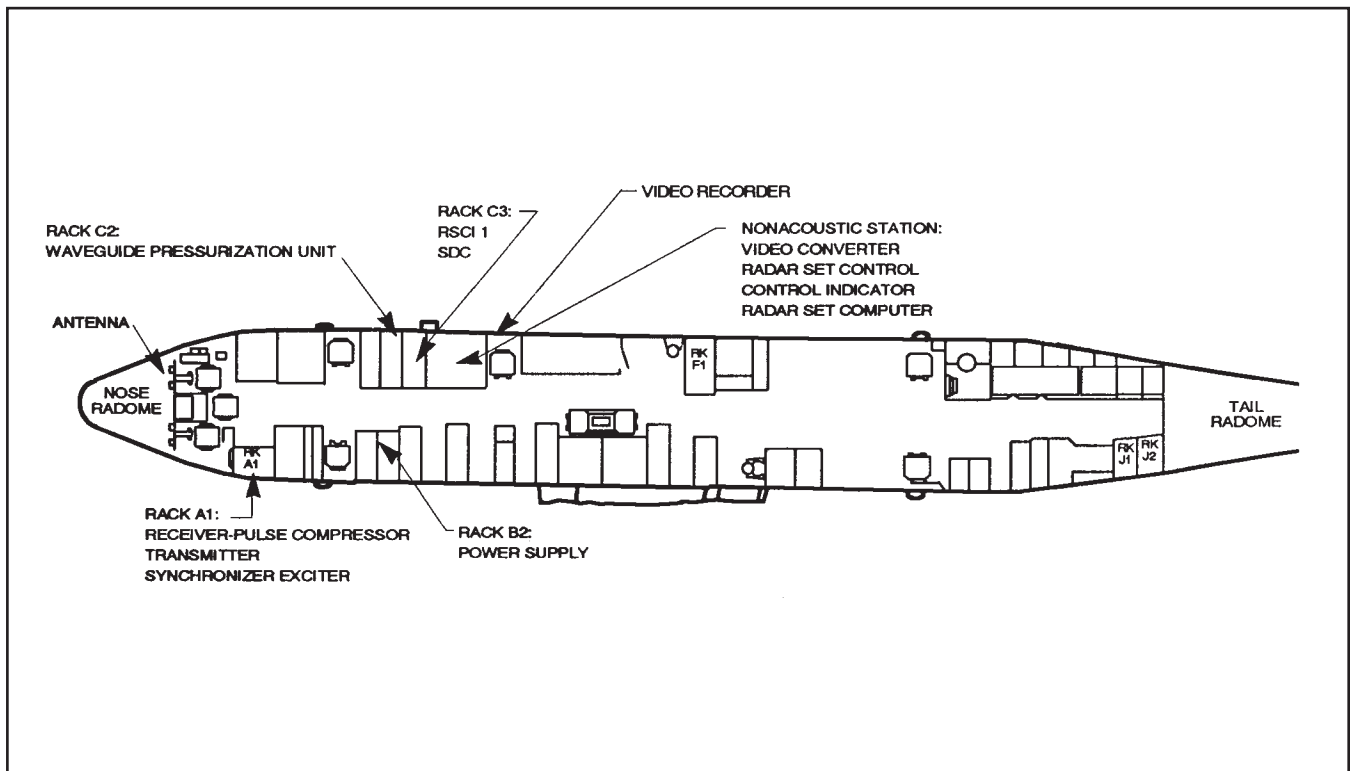 VIDEO RECORDER
RACK C3:
RSCI 1
SDC
NONACOUSTIC STATION:
VIDEO CONVERTER
RADAR SET CONTROL
CONTROL INDICATOR
RADAR SET COMPUTER
RACK C2:
WAVEGUIDE PRESSURIZATION UNIT
ANTENNA
NOSE
RADOME
RK
F1
TAIL
RADOME
RK
A1
RK
J1
RK
J2
RACK A1:
RECEIVER-PULSE COMPRESSOR
TRANSMITTER
SYNCHRONIZER EXCITER
RACK B2:
POWER SUPPLY